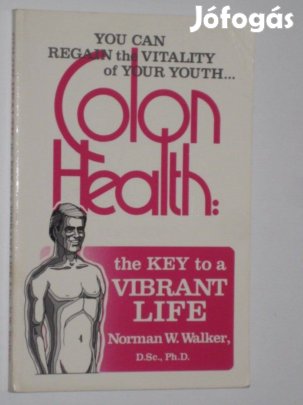 Jófogás
YOU CAN
REGAIN the VITALITY
of YOUR YOUTH...
Colon
Health:
the KEY to a
VIBRANT
LIFE
Norman W. Walker,
D.Sc., Ph.D.